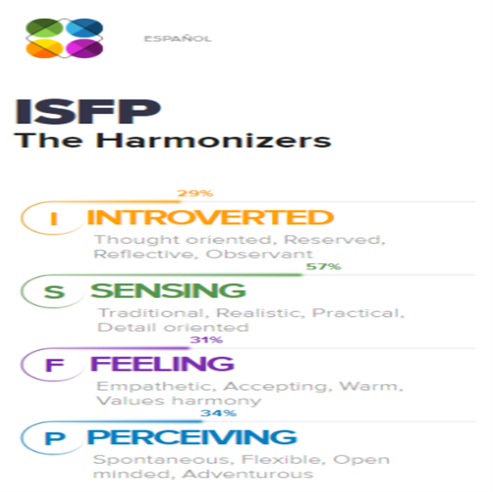 ESPAÑOL
ISFP
The Harmonizers
29%
I INTROVERTED
Thought oriented, Reserved,
Reflective, Observant
57%
S SENSING
Traditional, Realistic, Practical,
Detail oriented
31%
F FEELING
Empathetic, Accepting, Warm,
Values harmony
34%
P PERCEIVING
Spontaneous, Flexible, Open
minded, Adventurous